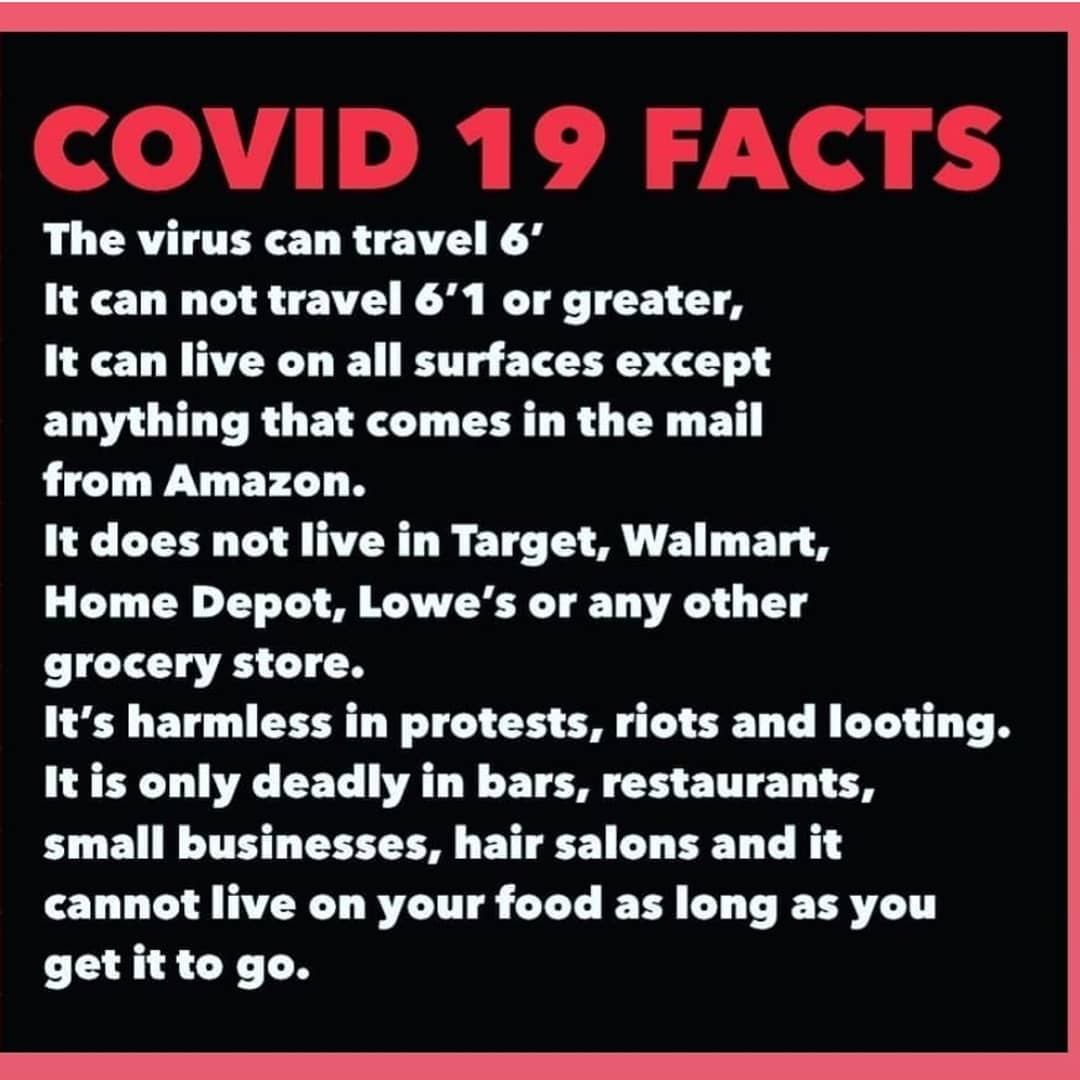 COVID 19 FACTS
The virus can travel 6’
It can not travel 6’1 or greater,
It can live on all surfaces except
anything that comes in the mail
from Amazon.
It does not live in Target, Walmart,
Home Depot, Lowe’s or any other
grocery store.
It’s harmless in protests, riots and looting.
It is only deadly in bars, restaurants,
small businesses, hair salons and it
cannot live on your food as long as you
get it to go.